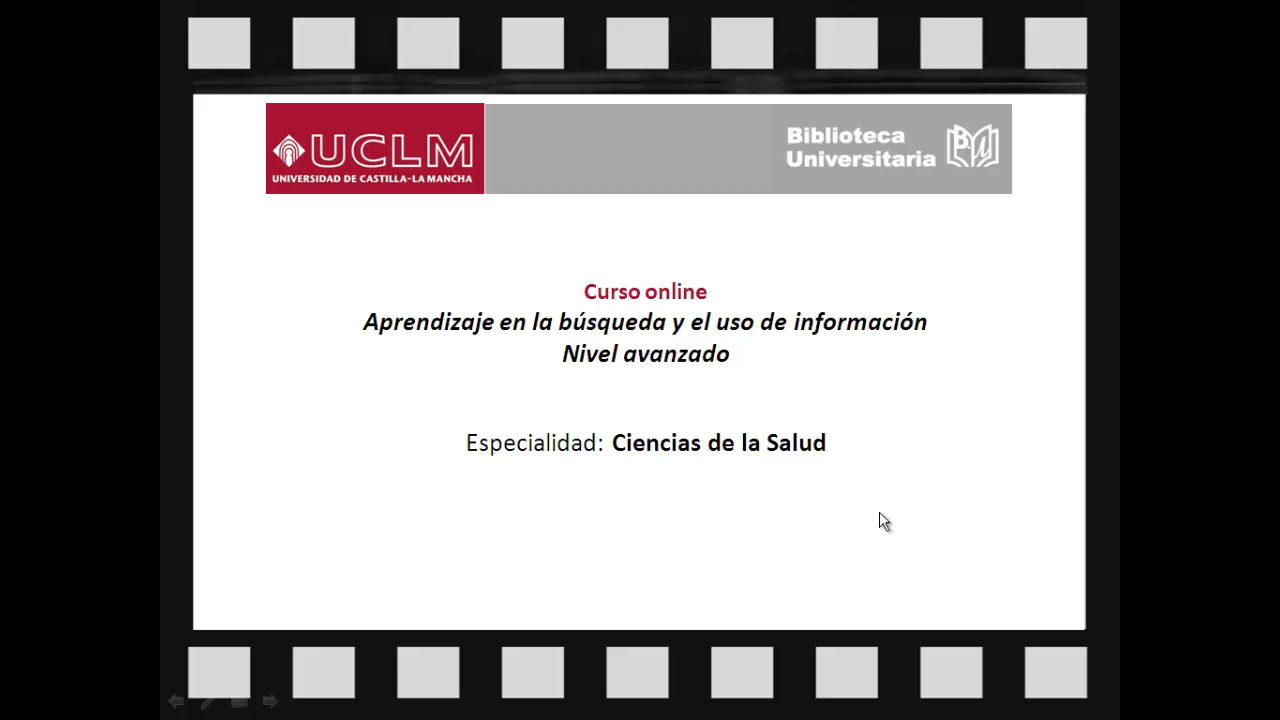 UCLM
UNIVERSIDAD DE CASTILLA-LA MANCHA
Biblioteca
Universitaria
Curso online
Aprendizaje en la búsqueda y el uso de información
Nivel avanzado
Especialidad: Ciencias de la Salud